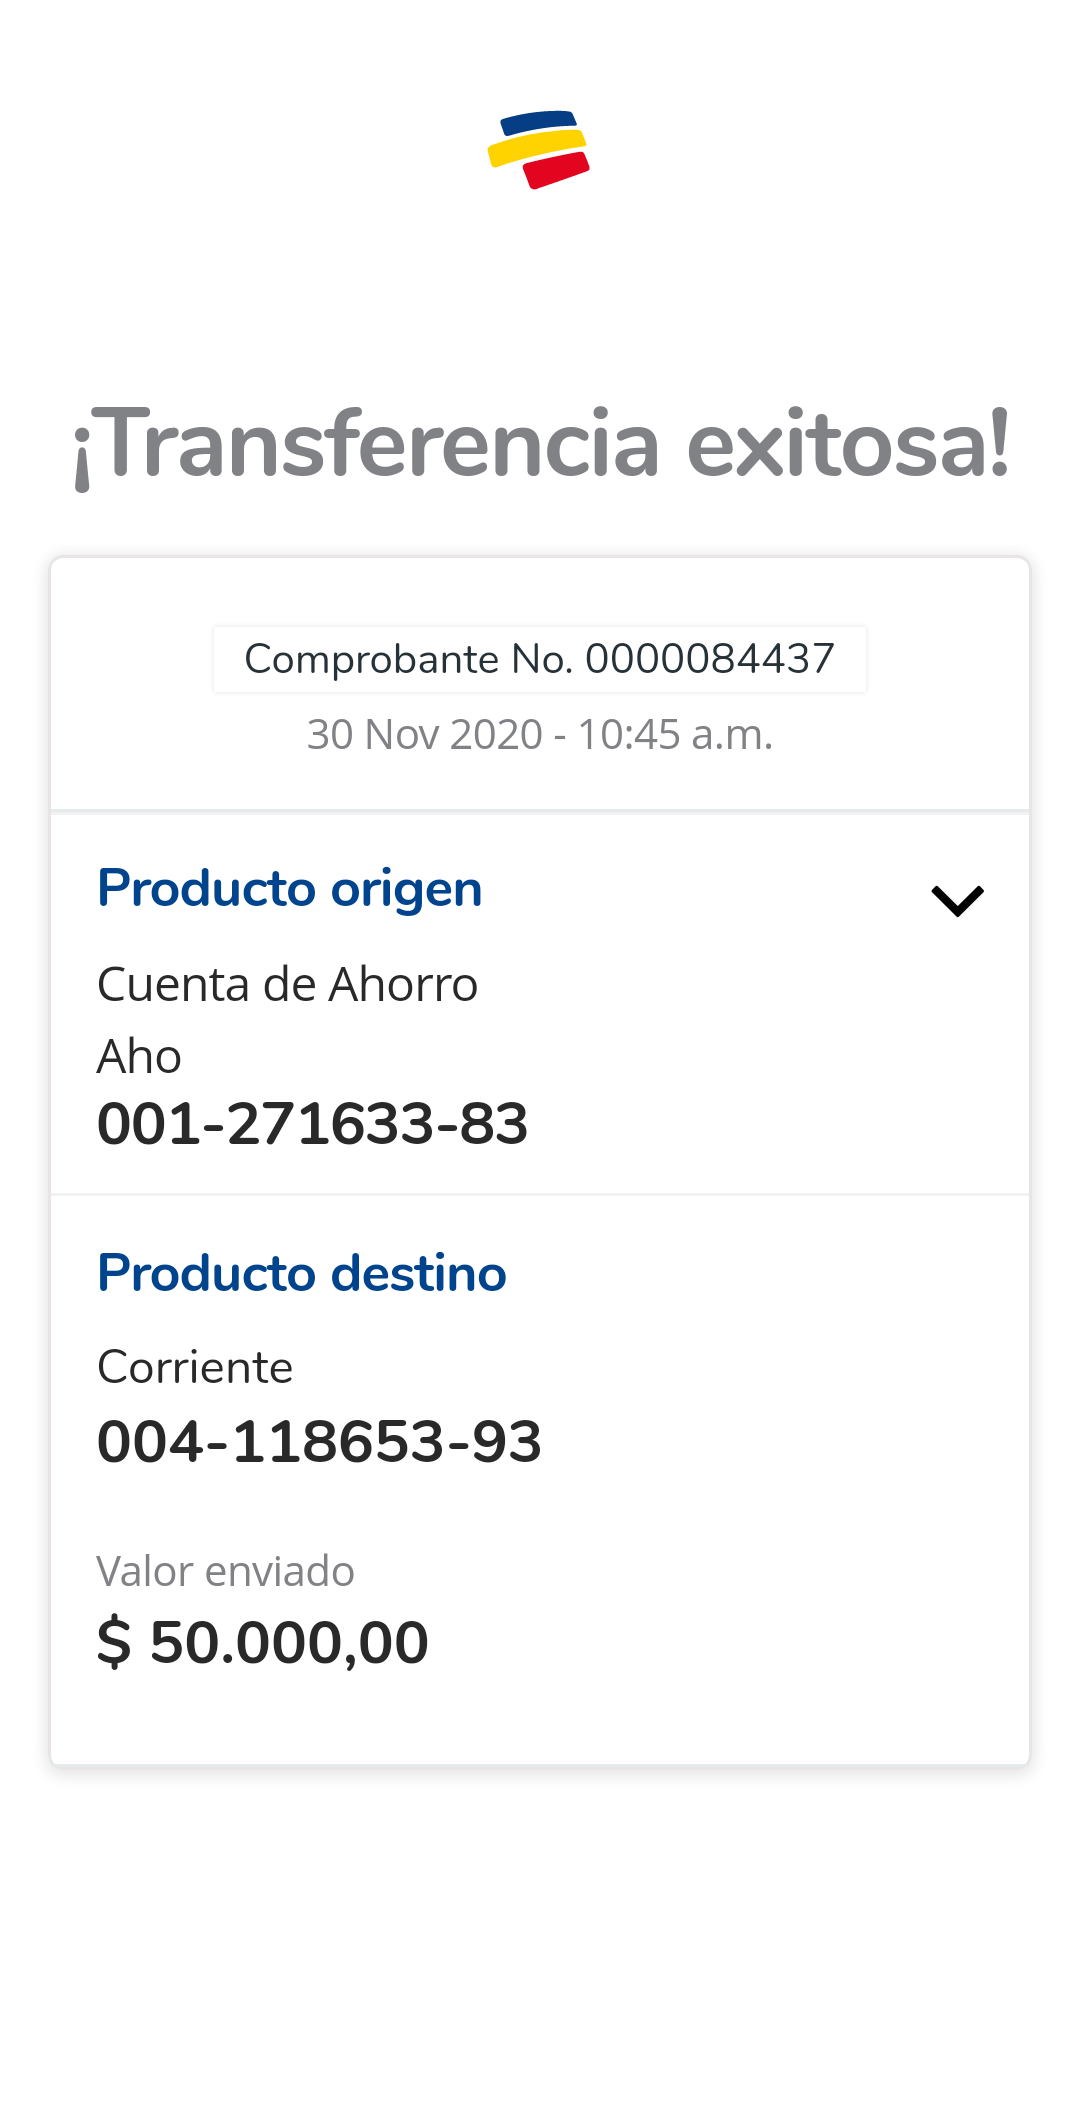 ¡Transferencia exitosa!
Comprobante No. 0000084437
30 Nov 2020 - 10:45 a.m.
Producto origen
Cuenta de Ahorro
Aho
001-271633-83
Producto destino
Corriente
004-118653-93
Valor enviado
$ 50.000,00